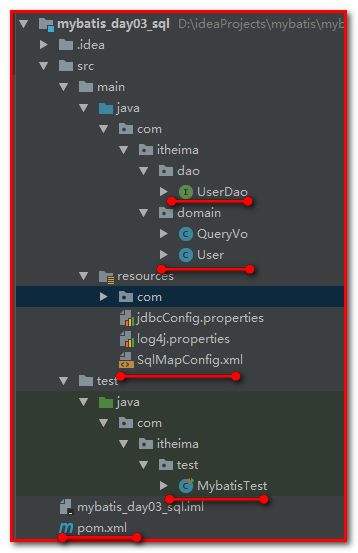 mybatis_day03_sql D:\ideaProjects\mybatis\myb
.idea
src
main
java
com
itheima
dao
I UserDao
domain
C QueryVo
C User
resources
com
jdbcConfig.properties
log4j.properties
SqlMapConfig.xml
test
java
com
itheima
test
C MybatisTest
mybatis_day03_sql.iml
m pom.xml